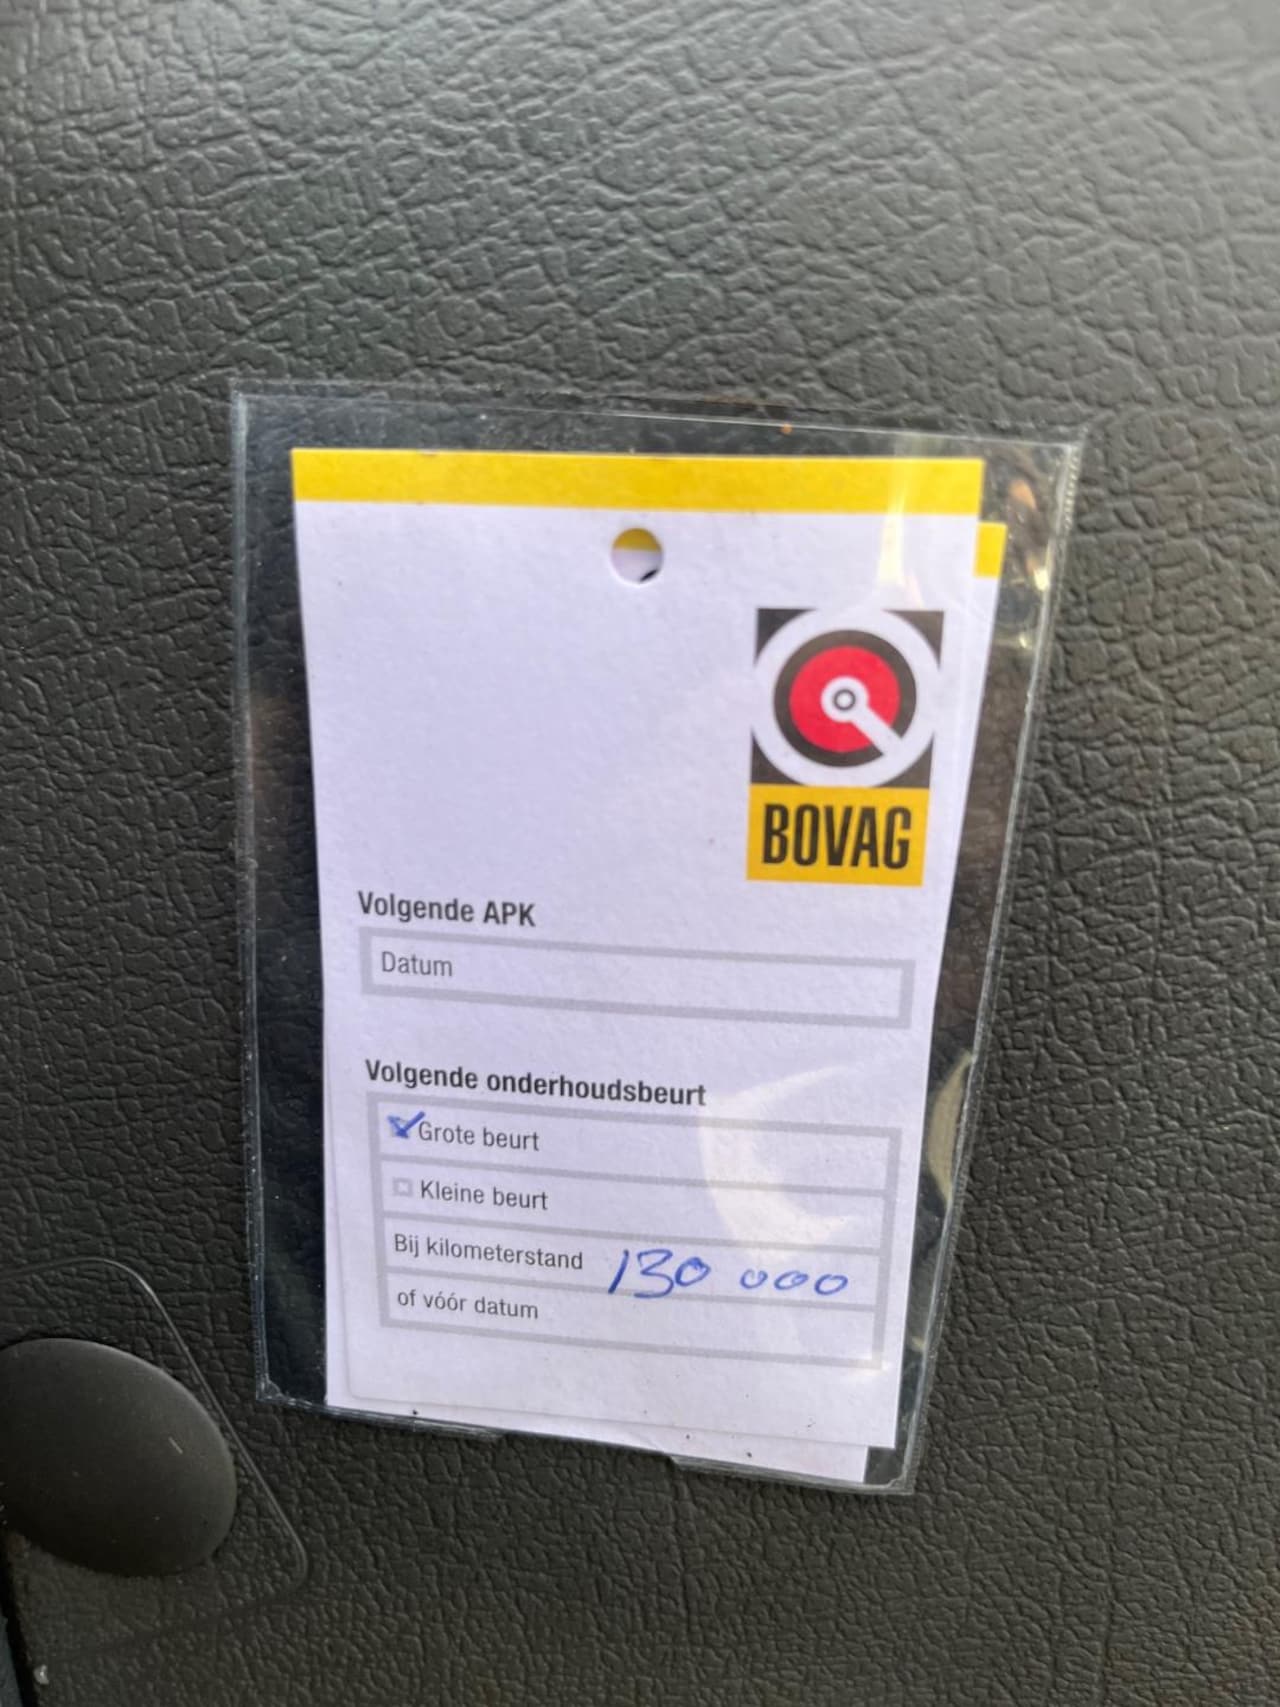 BOVAG
Volgende APK
Datum
Volgende onderhoudsbeurt
Grote beurt
Kleine beurt
Bij kilometerstand 130 000
of vóór datum